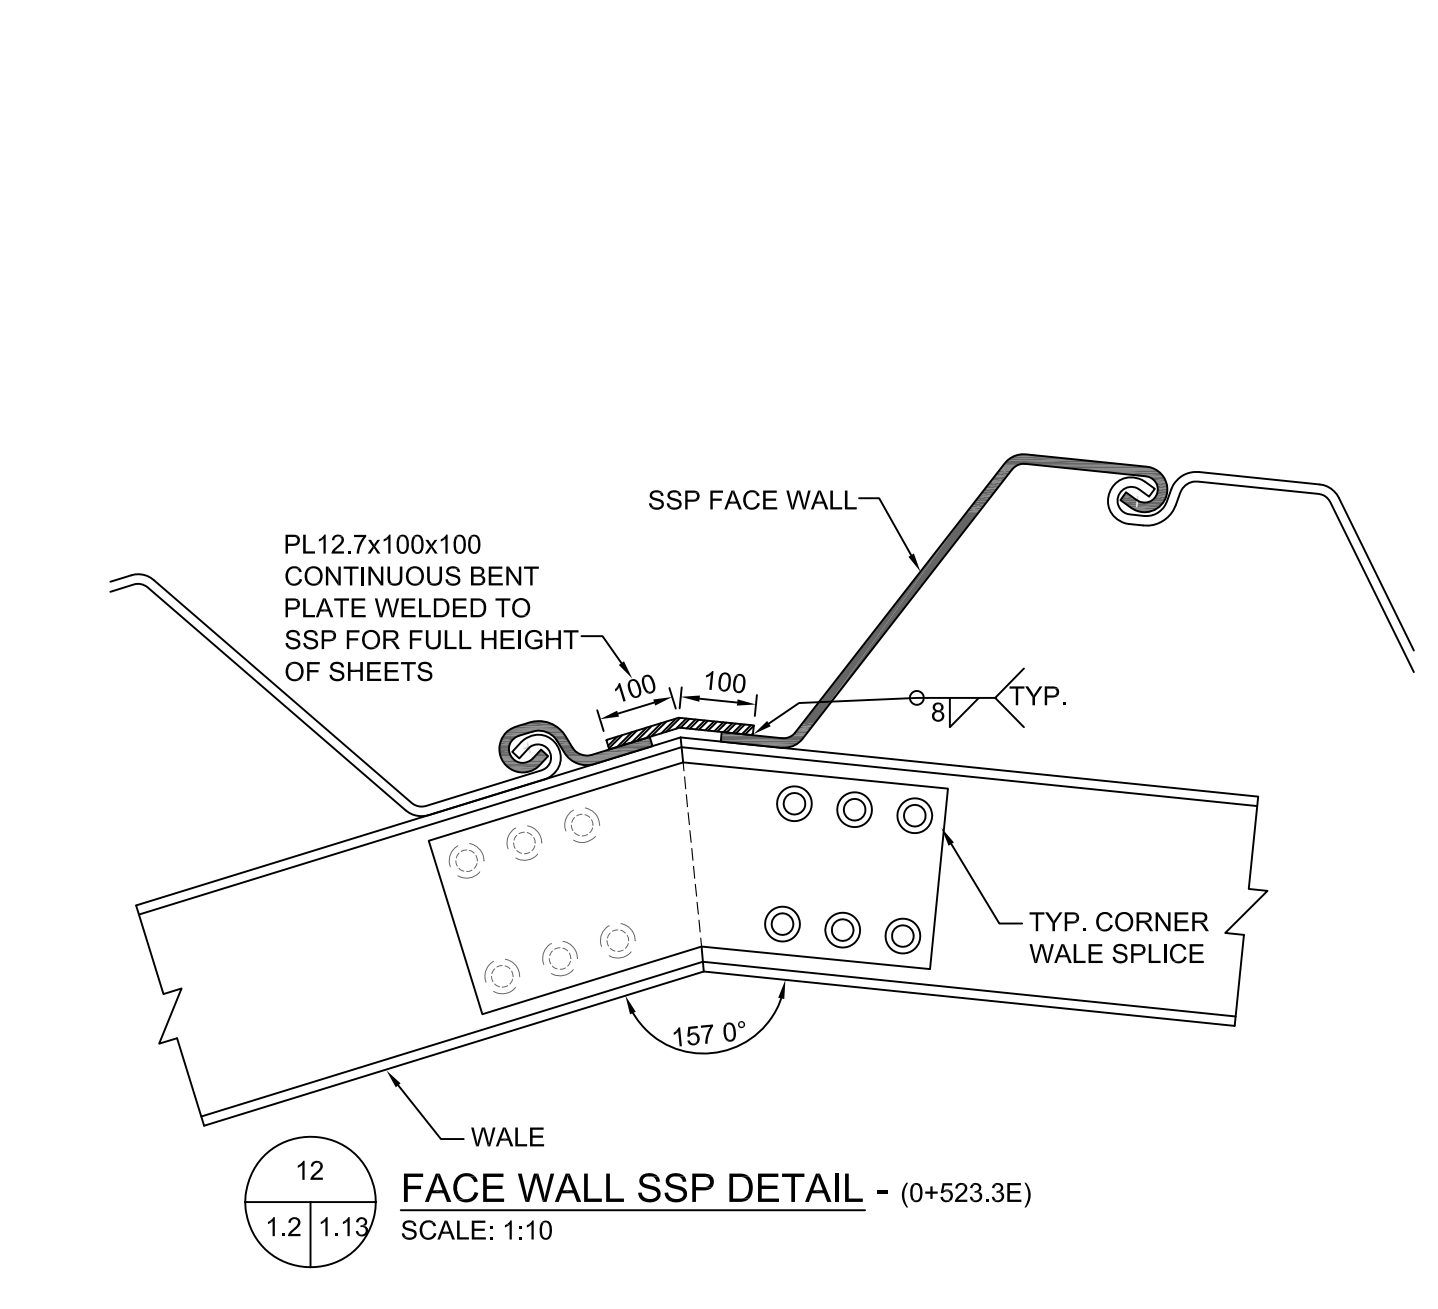 SSP FACE WALL
PL12.7x100x100
CONTINUOUS BENT
PLATE WELDED TO
SSP FOR FULL HEIGHT
OF SHEETS
100
100
8
TYP.
TYP. CORNER
WALE SPLICE
157 0°
WALE
12
1.2
1.13
FACE WALL SSP DETAIL - (0+523.3E)
SCALE: 1:10